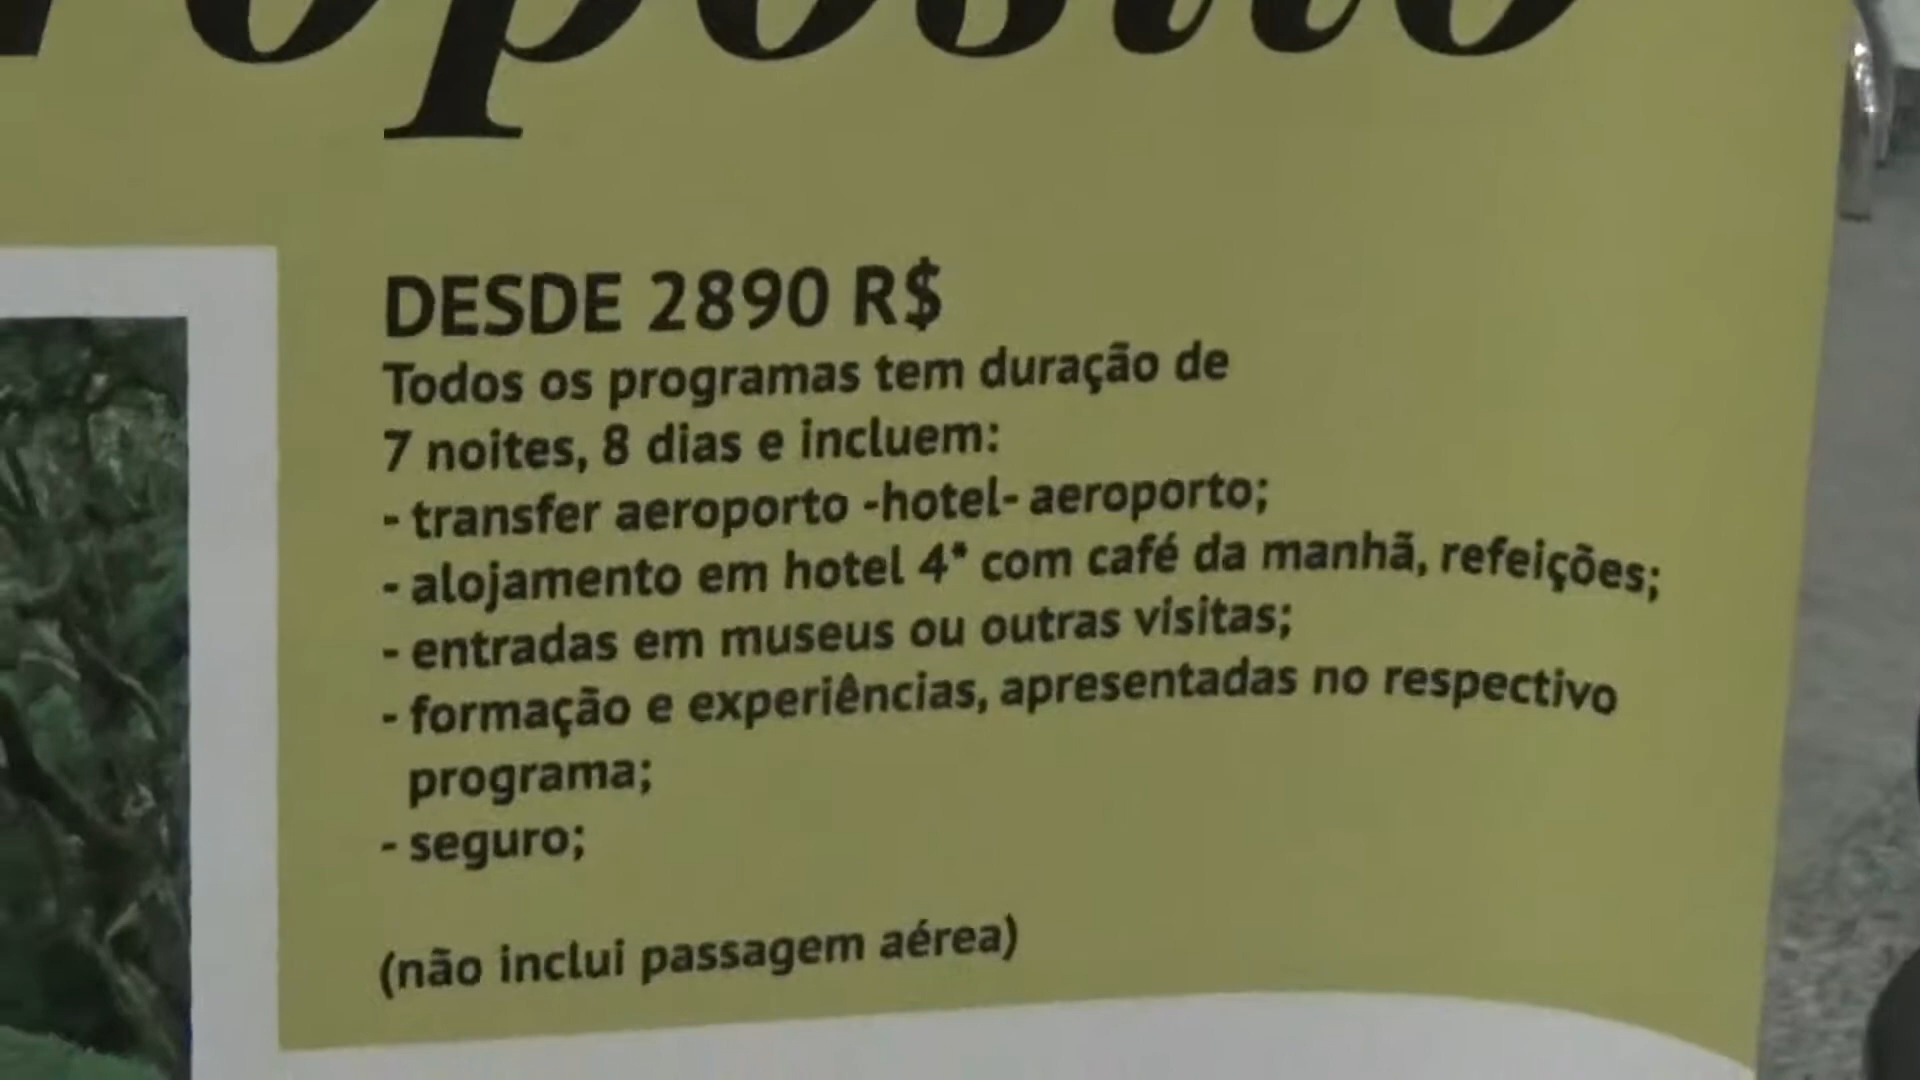 DESDE 2890 R$
Todos os programas tem duração de
7 noites, 8 dias e incluem:
- transfer aeroporto -hotel- aeroporto;
- alojamento em hotel 4* com café da manhã, refeições;
- entradas em museus ou outras visitas;
- formação e experiências, apresentadas no respectivo
programa;
- seguro;
(não inclui passagem aérea)